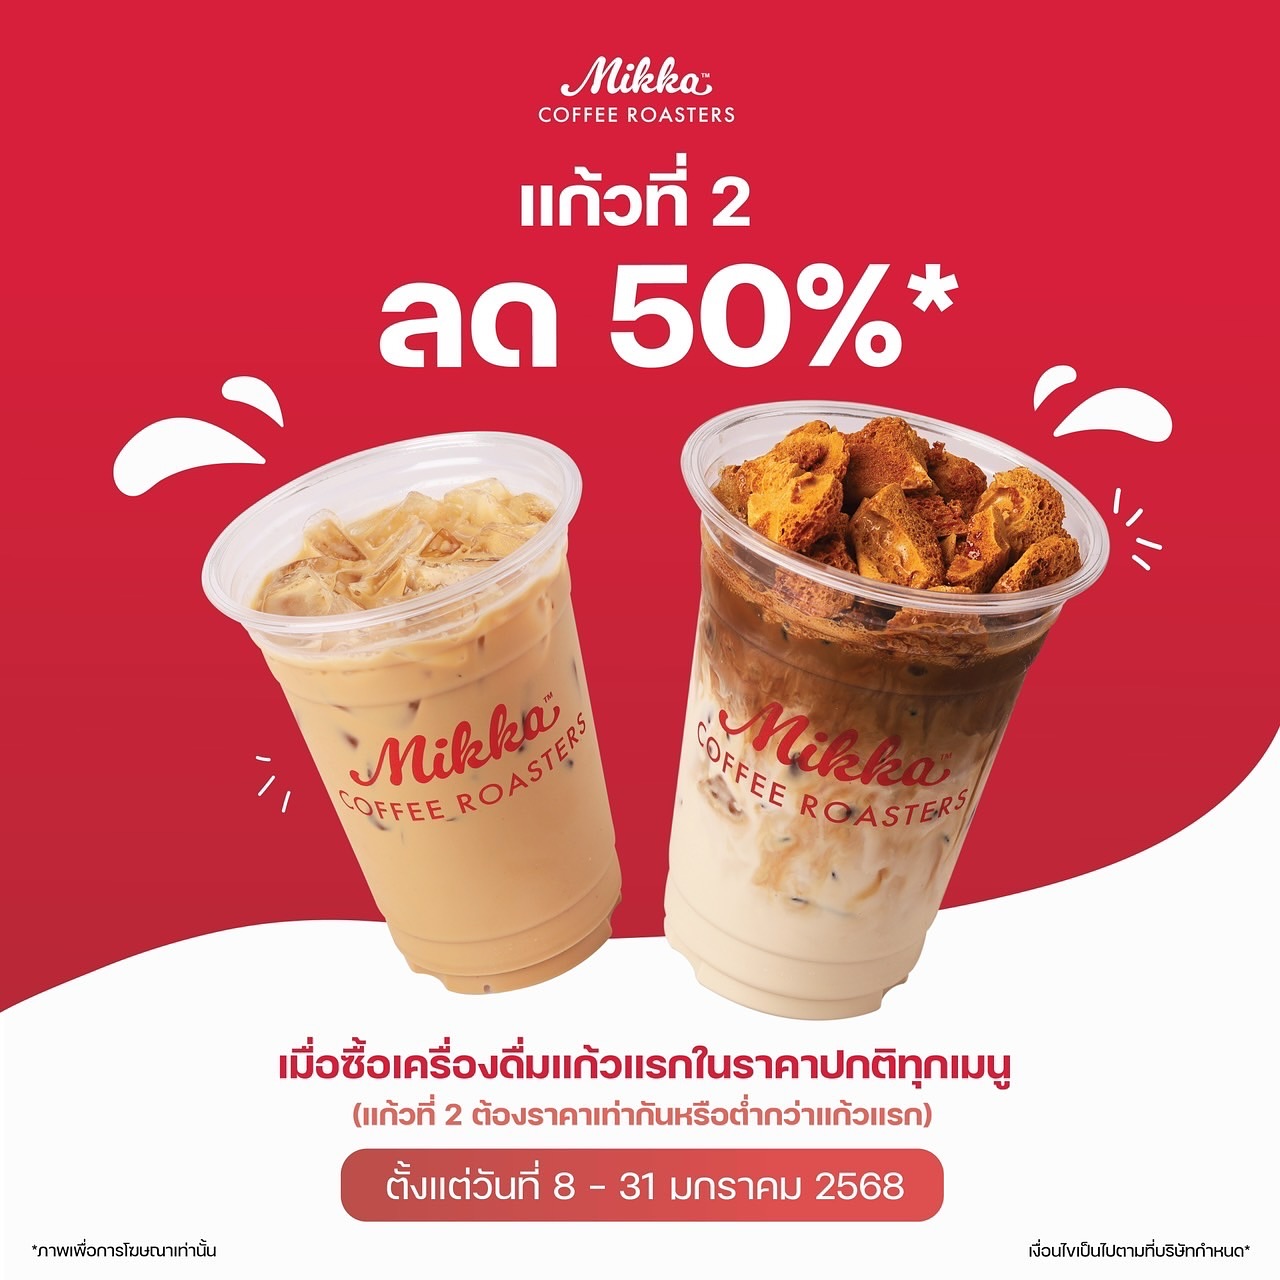 Mikka™
COFFEE ROASTERS
แก้วที่ 2
ลด 50%*
Mikka™
COFFEE ROASTERS
Mikka™
COFFEE ROASTERS
เมื่อซื้อเครื่องดื่มแก้วแรกในราคาปกติทุกเมนู
(แก้วที่ 2 ต้องราคาเท่ากันหรือต่ำกว่าแก้วแรก)
ตั้งแต่วันที่ 8 - 31 มกราคม 2568
*ภาพเพื่อการโฆษณาเท่านั้น
เงื่อนไขเป็นไปตามที่บริษัทกำหนด*